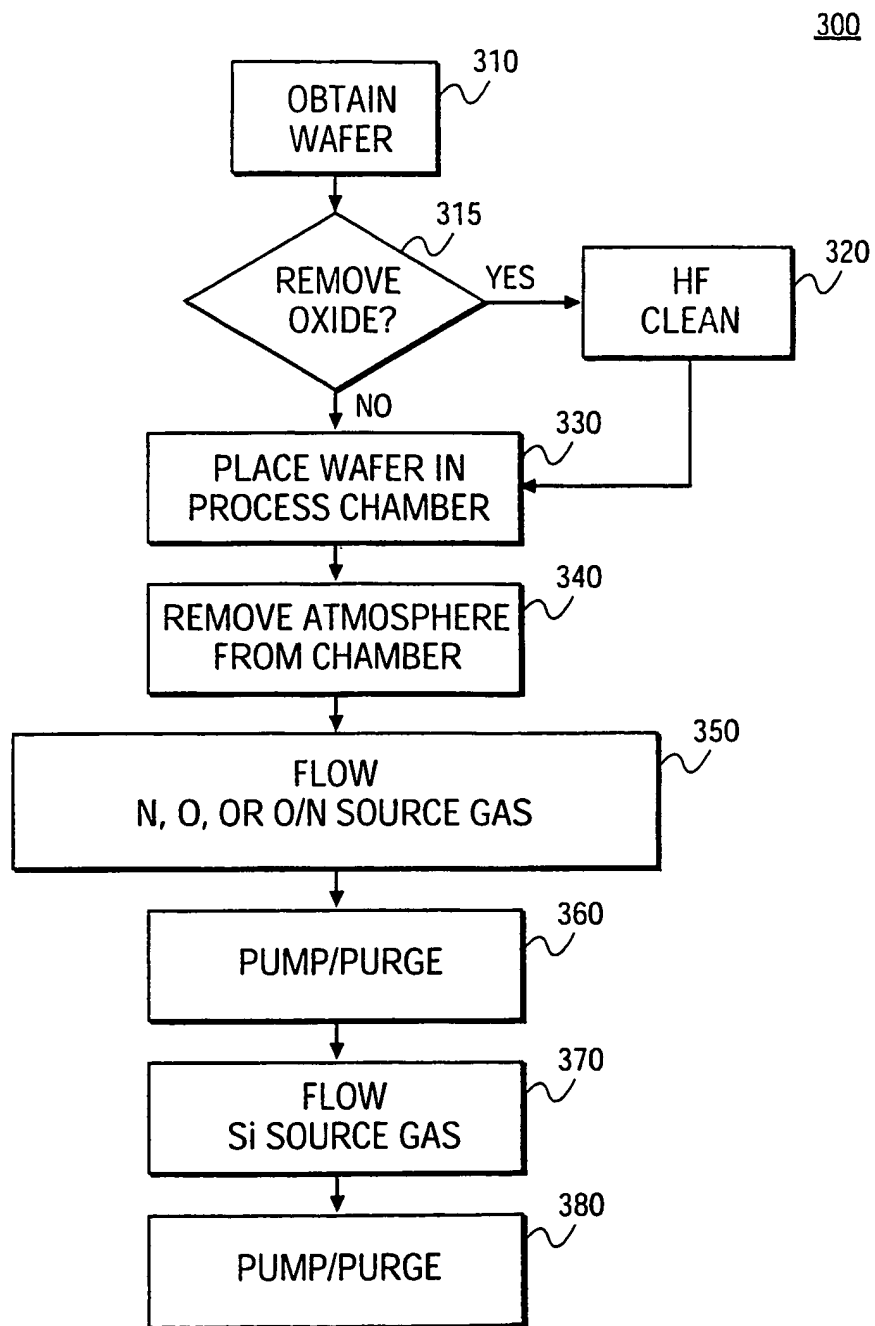 300
310
OBTAIN
WAFER
315
REMOVE
OXIDE?
YES
320
HF
CLEAN
NO
330
PLACE WAFER IN
PROCESS CHAMBER
340
REMOVE ATMOSPHERE
FROM CHAMBER
350
FLOW
N, O, OR O/N SOURCE GAS
360
PUMP/PURGE
370
FLOW
Si SOURCE GAS
380
PUMP/PURGE